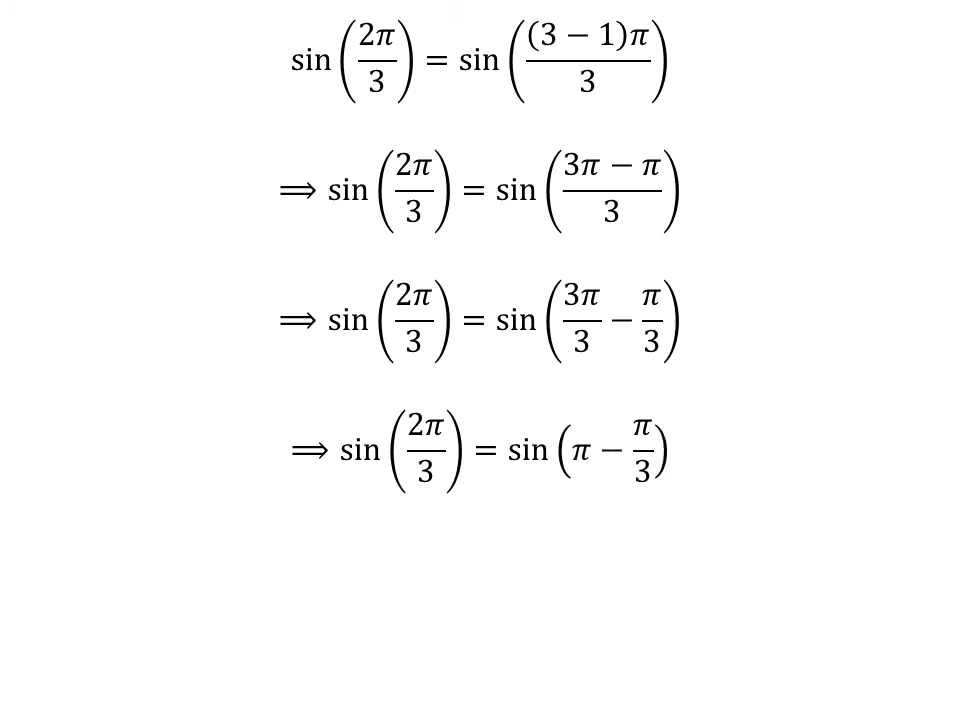 sin(2π/3) = sin((3 − 1)π/3)
⟹ sin(2π/3) = sin((3π − π)/3)
⟹ sin(2π/3) = sin(3π/3 − π/3)
⟹ sin(2π/3) = sin(π − π/3)